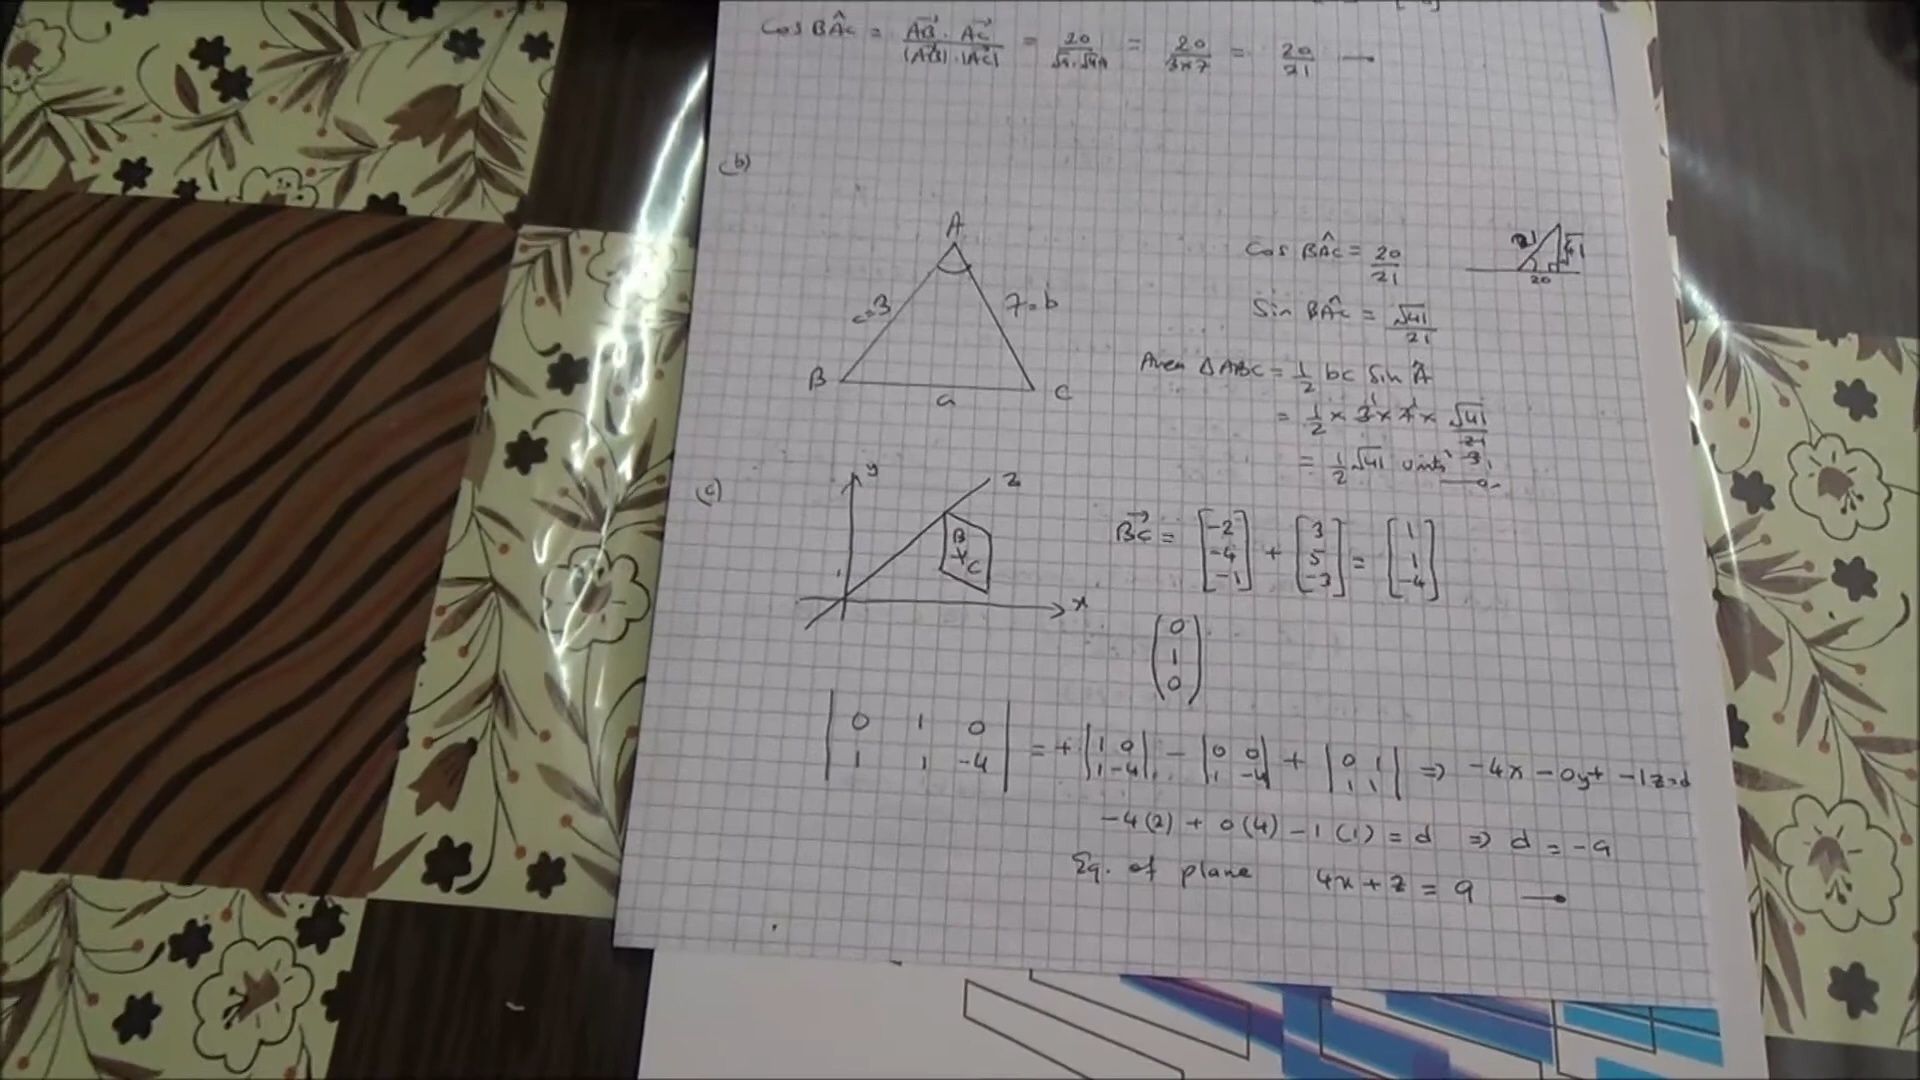 Cos BÂC = AB⃗ · AC⃗ / |AB⃗| · |AC⃗| = 20 / √9 · √49 = 20 / 3×7 = 20 / 21
(b)
A
c=3
7=b
B
a
C
Cos BÂC = 20 / 21
21
√41
20
Sin BÂC = √41 / 21
Area △ABC = 1/2 bc Sin Â
= 1/2 × 3 × 7 × √41 / 21
= 1/2 √41 units²
(c)
y
z
B
C
x
BC⃗ = [-2 -4 -1] + [3 5 -3] = [1 1 -4]
(0 1 0)
| 0 1 0 |
| 1 1 -4 | = + |1 0 1 -4| - |0 0 1 -4| + |0 1 1 1| => -4x - 0y + -1z = d
-4(2) + 0(4) - 1(1) = d => d = -9
Eq. of plane 4x + z = 9